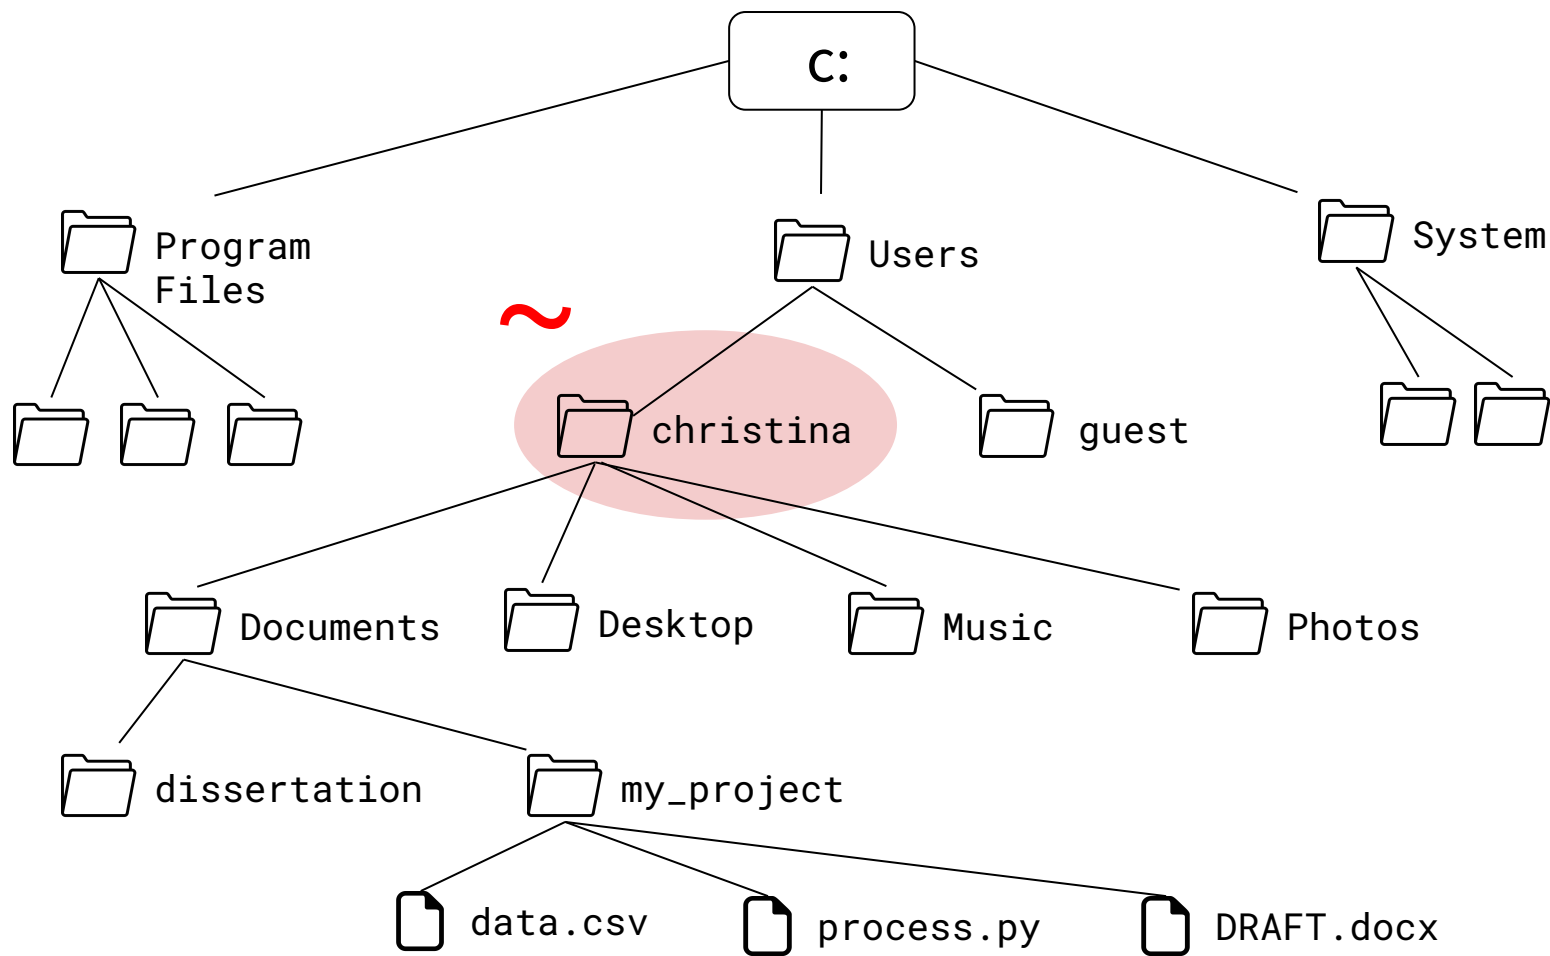 C:
Program
Files
Users
System
~
christina
guest
Documents
Desktop
Music
Photos
dissertation
my_project
data.csv
process.py
DRAFT.docx